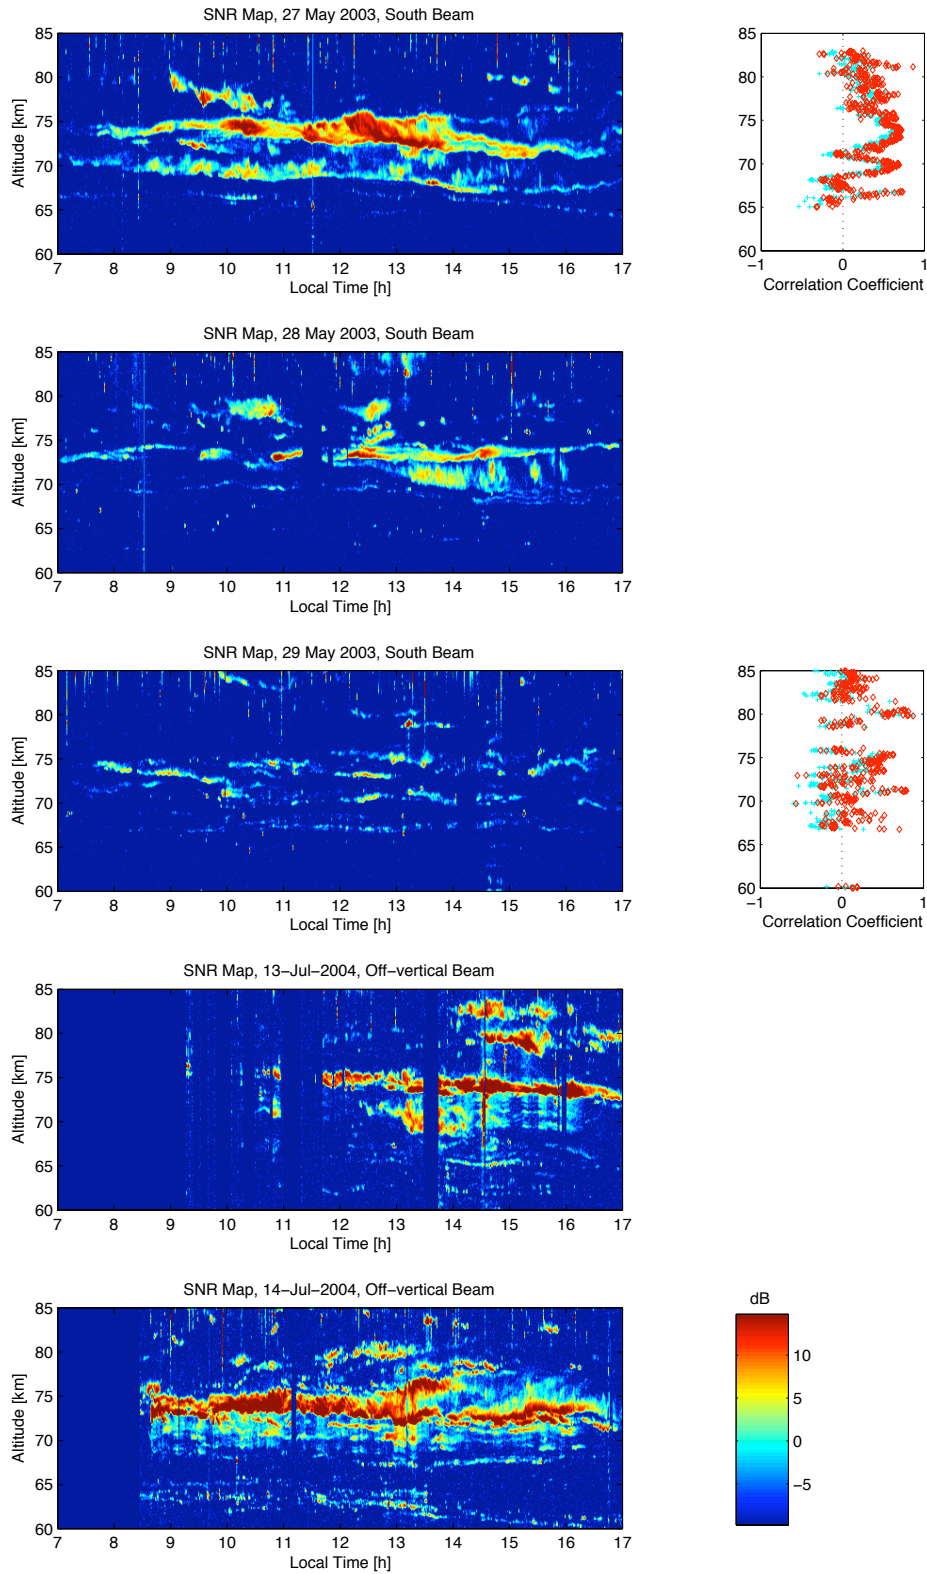 SNR Map, 27 May 2003, South Beam
85
80
75
70
65
60
Altitude [km]
7 8 9 10 11 12 13 14 15 16 17
Local Time [h]
85
80
75
70
65
60
−1 0 1
Correlation Coefficient
SNR Map, 28 May 2003, South Beam
85
80
75
70
65
60
Altitude [km]
7 8 9 10 11 12 13 14 15 16 17
Local Time [h]
SNR Map, 29 May 2003, South Beam
85
80
75
70
65
60
Altitude [km]
7 8 9 10 11 12 13 14 15 16 17
Local Time [h]
85
80
75
70
65
60
−1 0 1
Correlation Coefficient
SNR Map, 13−Jul−2004, Off−vertical Beam
85
80
75
70
65
60
Altitude [km]
7 8 9 10 11 12 13 14 15 16 17
Local Time [h]
SNR Map, 14−Jul−2004, Off−vertical Beam
85
80
75
70
65
60
Altitude [km]
7 8 9 10 11 12 13 14 15 16 17
Local Time [h]
dB
10
5
0
−5